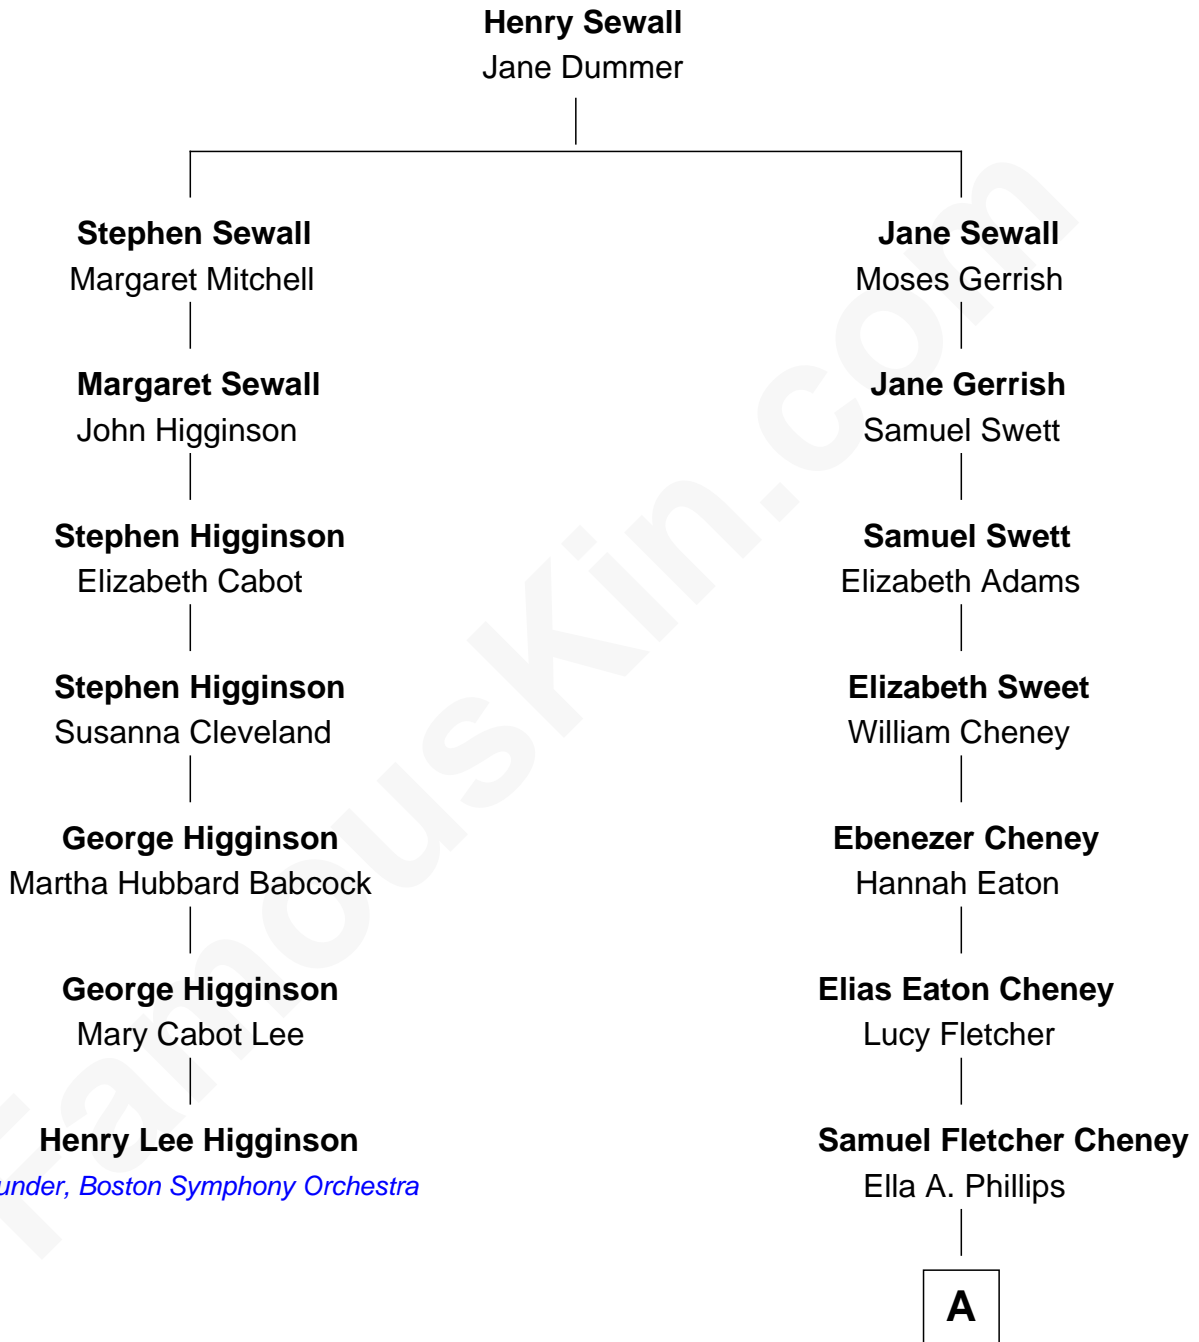 Henry Sewall
Jane Dummer
Stephen Sewall
Margaret Mitchell
Jane Sewall
Moses Gerrish
Margaret Sewall
John Higginson
Jane Gerrish
Samuel Swett
Stephen Higginson
Elizabeth Cabot
Samuel Swett
Elizabeth Adams
Stephen Higginson
Susanna Cleveland
Elizabeth Sweet
William Cheney
George Higginson
Martha Hubbard Babcock
Ebenezer Cheney
Hannah Eaton
George Higginson
Mary Cabot Lee
Elias Eaton Cheney
Lucy Fletcher
Henry Lee Higginson
under, Boston Symphony Orchestra
Samuel Fletcher Cheney
Ella A. Phillips
A
FamousKin.com